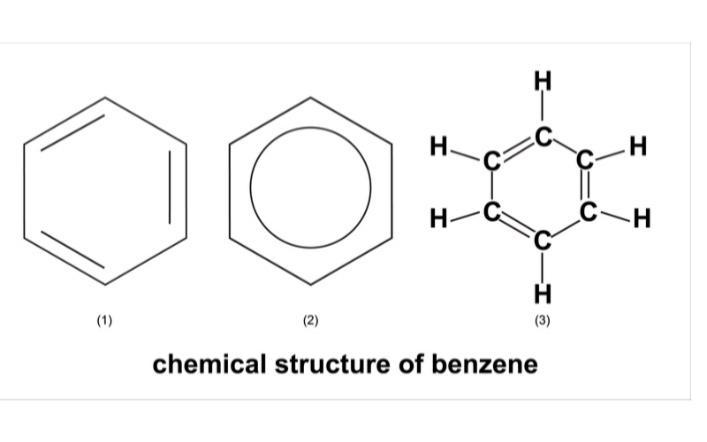 H
H C C H
H C C H
C
H
(1) (2) (3)
chemical structure of benzene